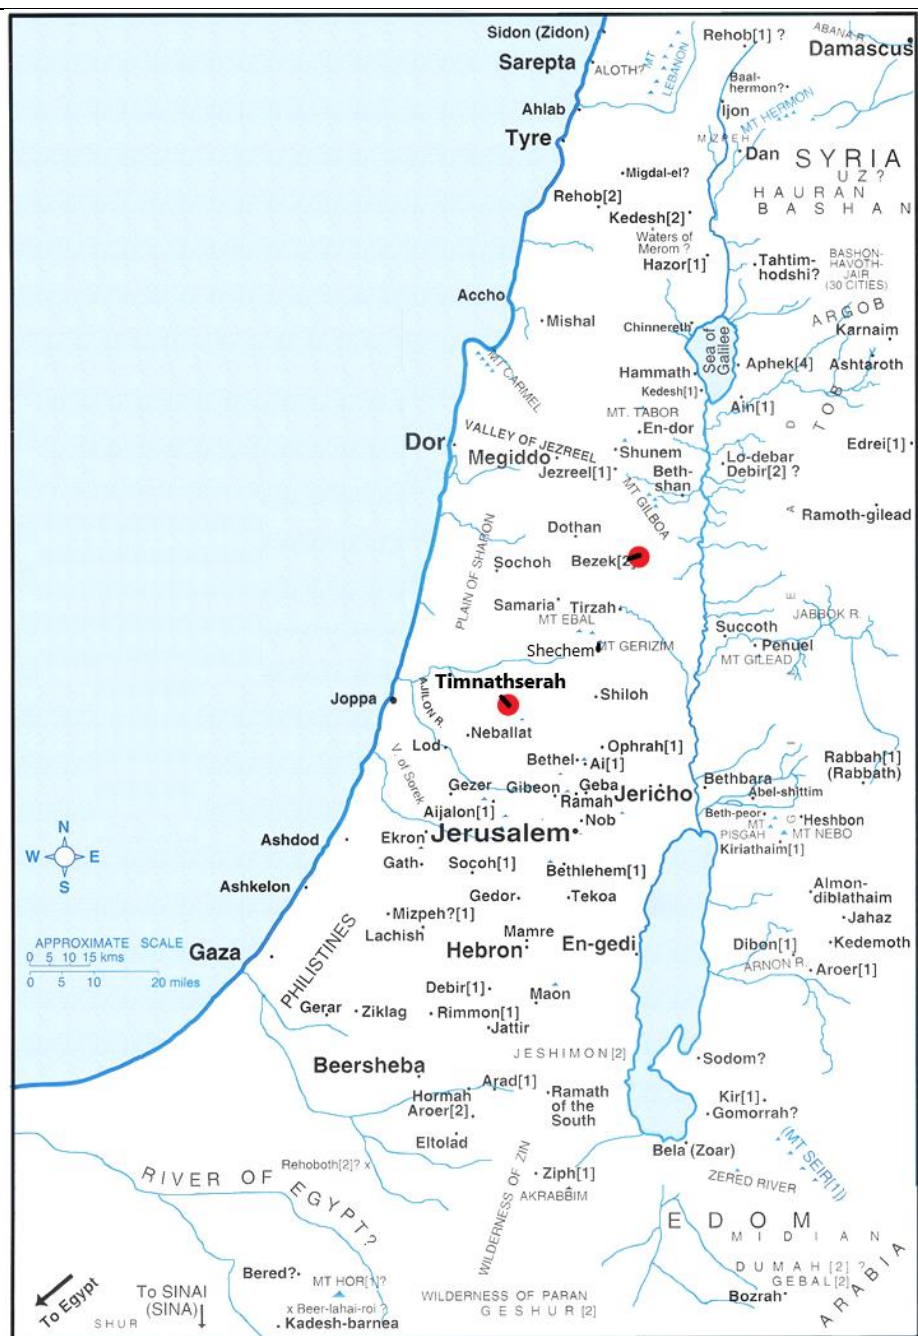 Sidon (Zidon)
Rehob[1] ?
ABANA R.
Damascus
Sarepta
ALOTH?
MT
LEBANON
Baal-
hermon?
Ahlab
Ijon
MT HERMON
Tyre
MIZPEH
Dan
SYRIA
Migdal-el?
UZ?
HAURAN
BASHAN
Rehob[2]
Kedesh[2]
Waters of
Merom ?
Hazor[1]
Tahtim-
hodshi?
BASHON-
HAVOTH-
JAIR
(30 CITIES)
Accho
Mishal
Chinnereth
Sea of
Galilee
ARGOB
Karnaim
MT CARMEL
Hammath
Aphek[4]
Ashtaroth
Kedesh[1]
MT. TABOR
Ain[1]
TOB
En-dor
Dor
VALLEY OF JEZREEL
Megiddo
Shunem
Edrei[1]
Jezreel[1]
Beth-
shan
Lo-debar
Debir[2] ?
MT GILBOA
Ramoth-gilead
Dothan
PLAIN OF SHARON
Sochoh
Bezek[2]
Samaria
Tirzah
MT EBAL
JABBOK R.
Succoth
Shechem
MT GERIZIM
Penuel
MT GILEAD
Timnathserah
Joppa
AJILON R.
Shiloh
Neballat
Lod
Ophrah[1]
Bethel
Ai[1]
V. of Sorek
Rabbah[1]
(Rabbath)
Gezer
Gibeon
Geba
Ramah
Jericho
Bethbara
Abel-shittim
Aijalon[1]
Nob
Beth-peor
MT
PISGAH
Heshbon
MT NEBO
Ashdod
Ekron
Jerusalem
Kiriathaim[1]
N
W
E
S
Gath
Socoh[1]
Bethlehem[1]
Ashkelon
Gedor
Tekoa
Almon-
diblathaim
Mizpeh?[1]
Jahaz
Lachish
Mamre
APPROXIMATE SCALE
0 5 10 15 kms
0
20 miles
Gaza
PHILISTINES
Hebron
En-gedi
Dibon[1]
Kedemoth
ARNON R.
Aroer[1]
Debir[1]
Maon
Gerar
Ziklag
Rimmon[1]
Jattir
JESHIMON[2]
Sodom?
Beersheba
Arad[1]
Hormah
Aroer[2]
Ramath
of the
South
Kir[1]
Gomorrah?
Eltolad
Bela (Zoar)
(MT SEIR[1])
RIVER OF EGYPT?
Rehoboth[2]? x
WILDERNESS OF ZIN
Ziph[1]
AKRABBIM
ZERED RIVER
EDOM
MIDIAN
DUMAH[2] ?
GEBAL[2]
Bozrah
ARABIA
Bered?
MT HOR[1]?
x Beer-lahai-roi ?
Kadesh-barnea
WILDERNESS OF PARAN
GESHUR[2]
To Egypt
To SINAI
(SINA)
SHUR